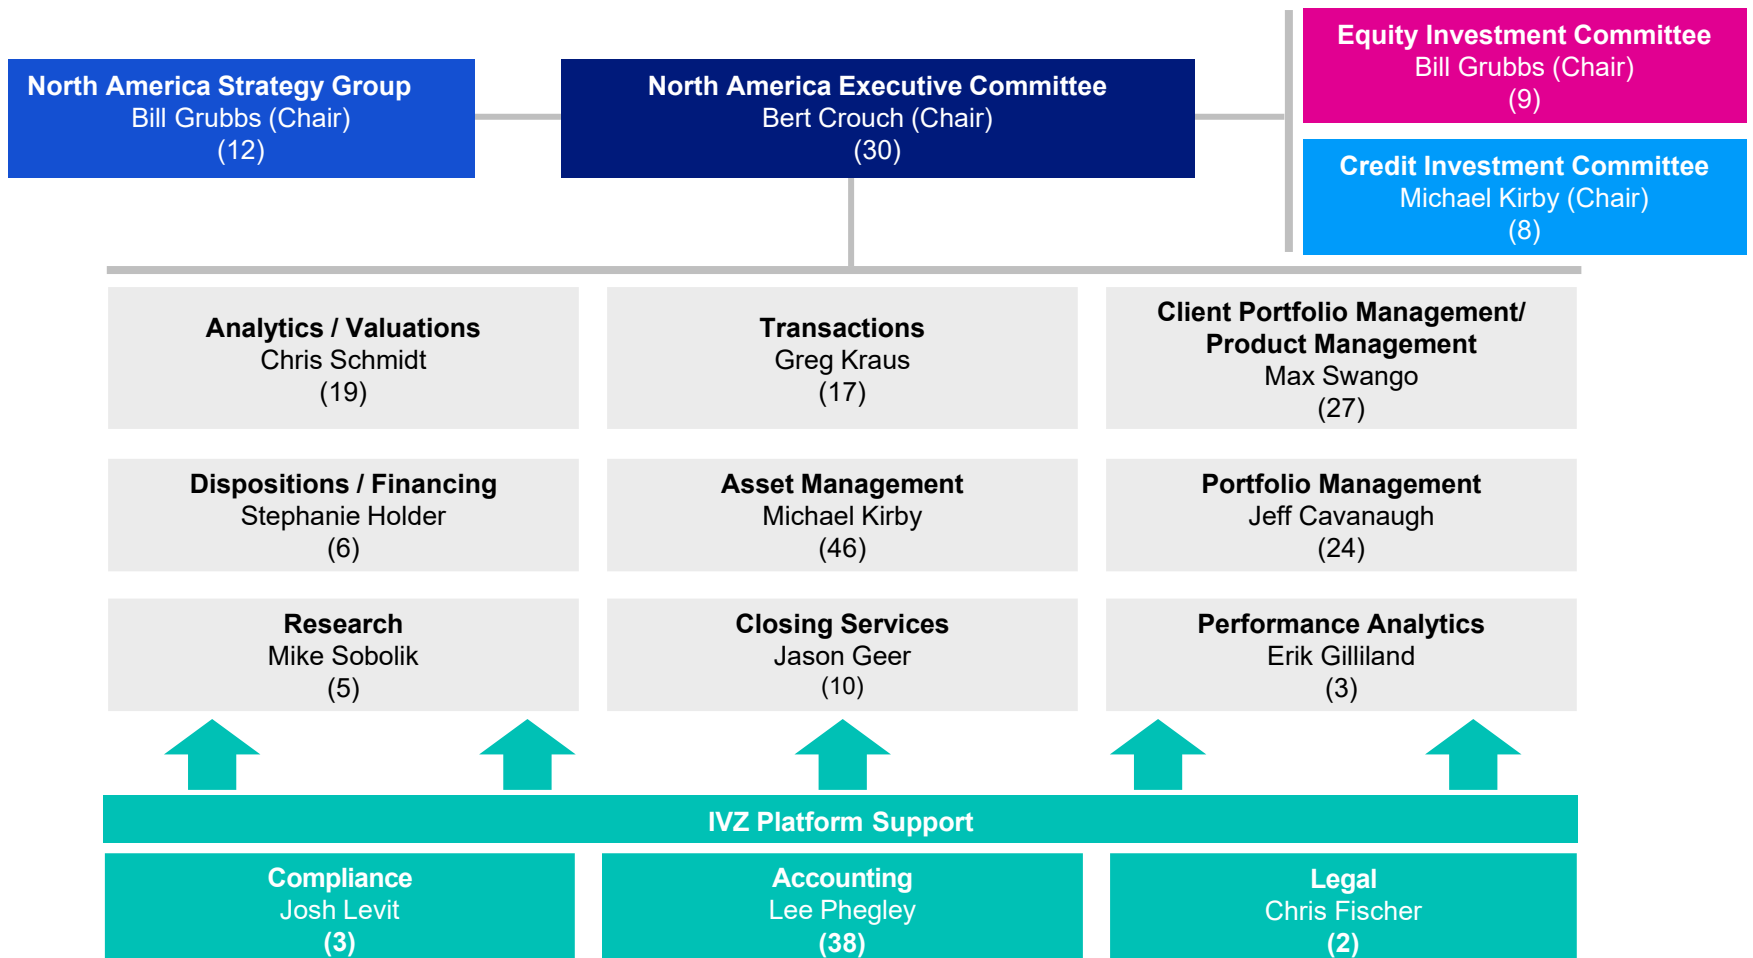 North America Strategy Group
Bill Grubbs (Chair)
(12)
North America Executive Committee
Bert Crouch (Chair)
(30)
Equity Investment Committee
Bill Grubbs (Chair)
(9)
Credit Investment Committee
Michael Kirby (Chair)
(8)
Analytics / Valuations
Chris Schmidt
(19)
Transactions
Greg Kraus
(17)
Client Portfolio Management/
Product Management
Max Swango
(27)
Dispositions / Financing
Stephanie Holder
(6)
Asset Management
Michael Kirby
(46)
Portfolio Management
Jeff Cavanaugh
(24)
Research
Mike Sobolik
(5)
Closing Services
Jason Geer
(10)
Performance Analytics
Erik Gilliland
(3)
IVZ Platform Support
Compliance
Josh Levit
(3)
Accounting
Lee Phegley
(38)
Legal
Chris Fischer
(2)